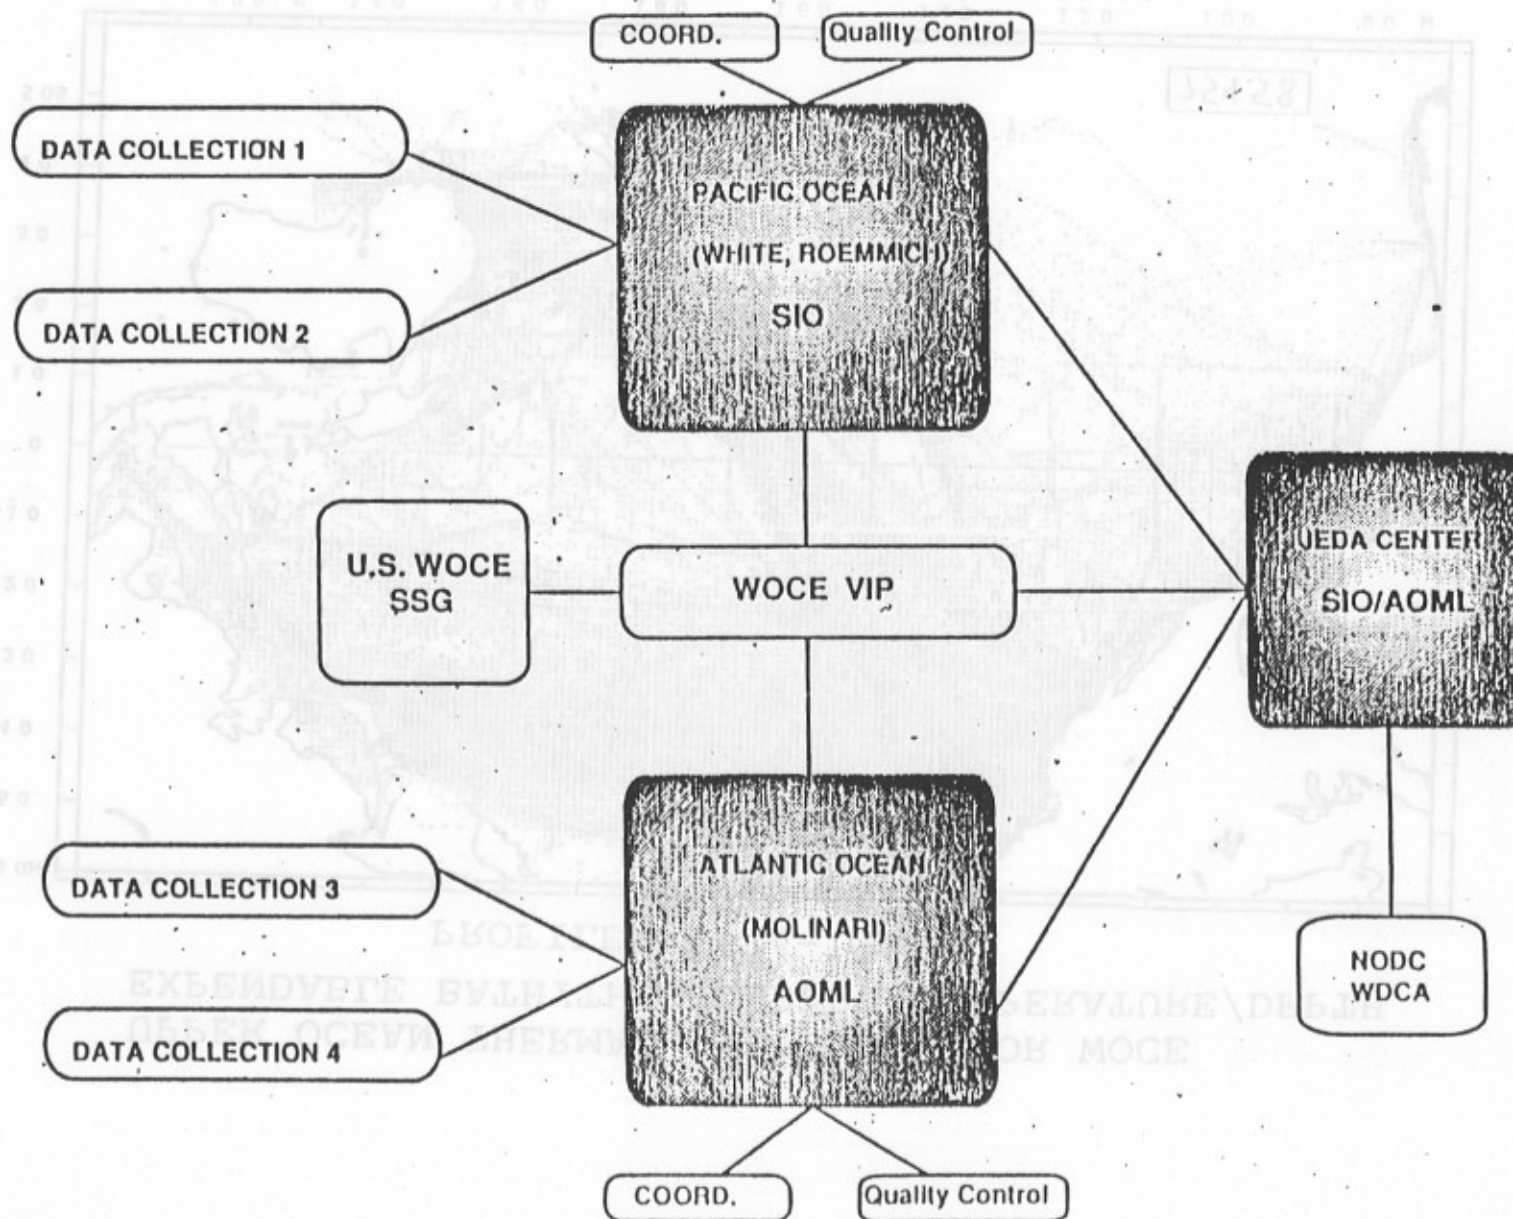 COORD.
Quality Control
DATA COLLECTION 1
DATA COLLECTION 2
PACIFIC OCEAN
(WHITE, ROEMMICH)
SIO
U.S. WOCE
SSG
WOCE VIP
JEDA CENTER
SIO/AOML
DATA COLLECTION 3
DATA COLLECTION 4
ATLANTIC OCEAN
(MOLINARI)
AOML
NODC
WDCA
COORD.
Quality Control